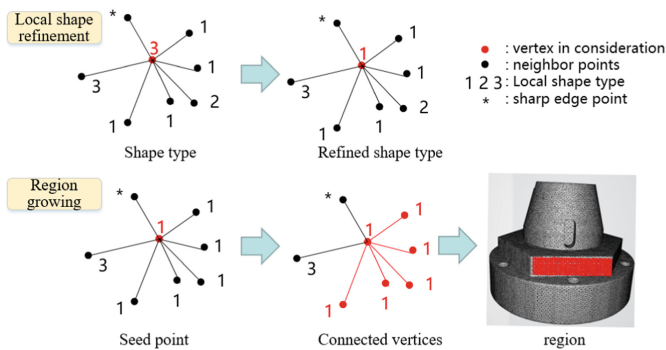 Local shape
refinement
*
3
1
1
2
1
1
3
Shape type
*
1
1
1
2
1
1
3
Refined shape type
: vertex in consideration
: neighbor points
1 2 3 : Local shape type
* : sharp edge point
Region
growing
*
1
1
1
1
1
1
3
Seed point
*
1
1
1
1
1
1
3
Connected vertices
region